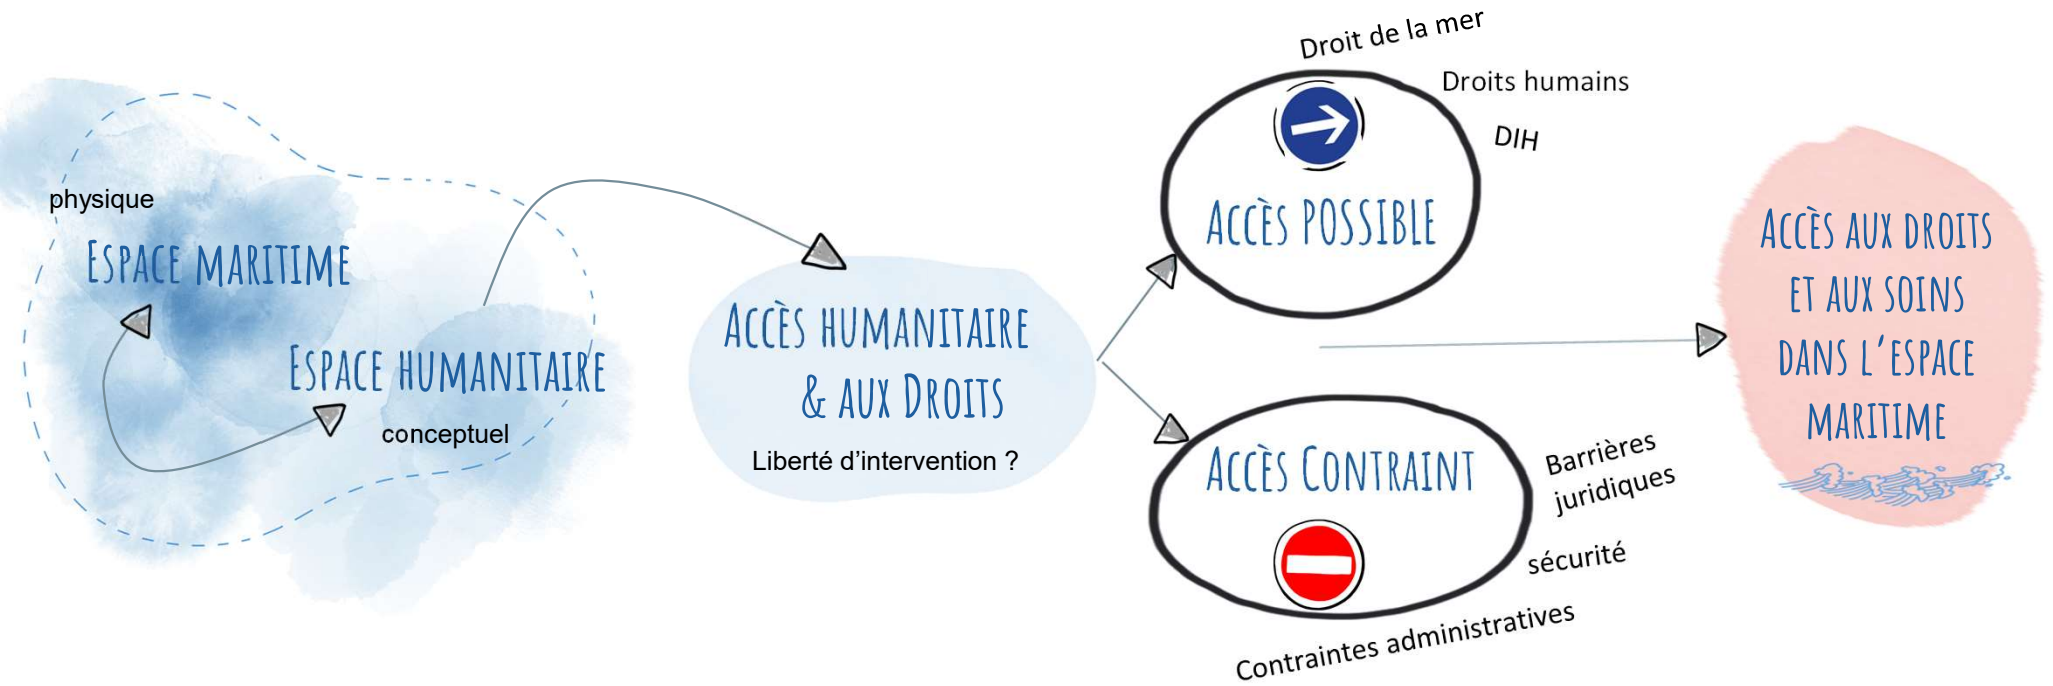 physique
ESPACE MARITIME
ESPACE HUMANITAIRE
conceptuel
ACCÈS HUMANITAIRE
& AUX DROITS
Liberté d’intervention ?
Droit de la mer
Droits humains
DIH
ACCÈS POSSIBLE
ACCÈS CONTRAINT
Barrières
juridiques
sécurité
Contraintes administratives
ACCÈS AUX DROITS
ET AUX SOINS
DANS L’ESPACE
MARITIME